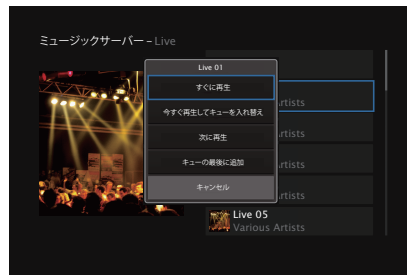 ミュージックサーバー – Live
Live 01
すぐに再生
今すぐ再生してキューを入れ替え
Artists
次に再生
Artists
キューの最後に追加
Artists
キャンセル
Artists
Live 05
Various Artists